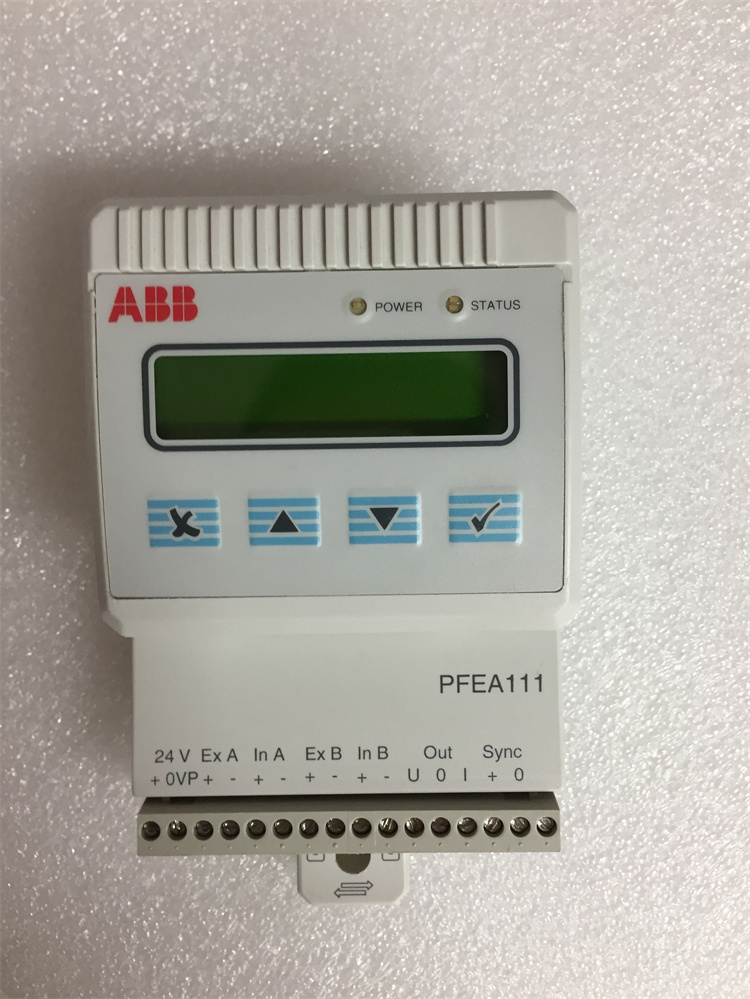 ABB
POWER STATUS
PFEA111
24 V Ex A In A Ex B In B Out Sync
+ 0VP + - + - + - + - U 0 I + 0